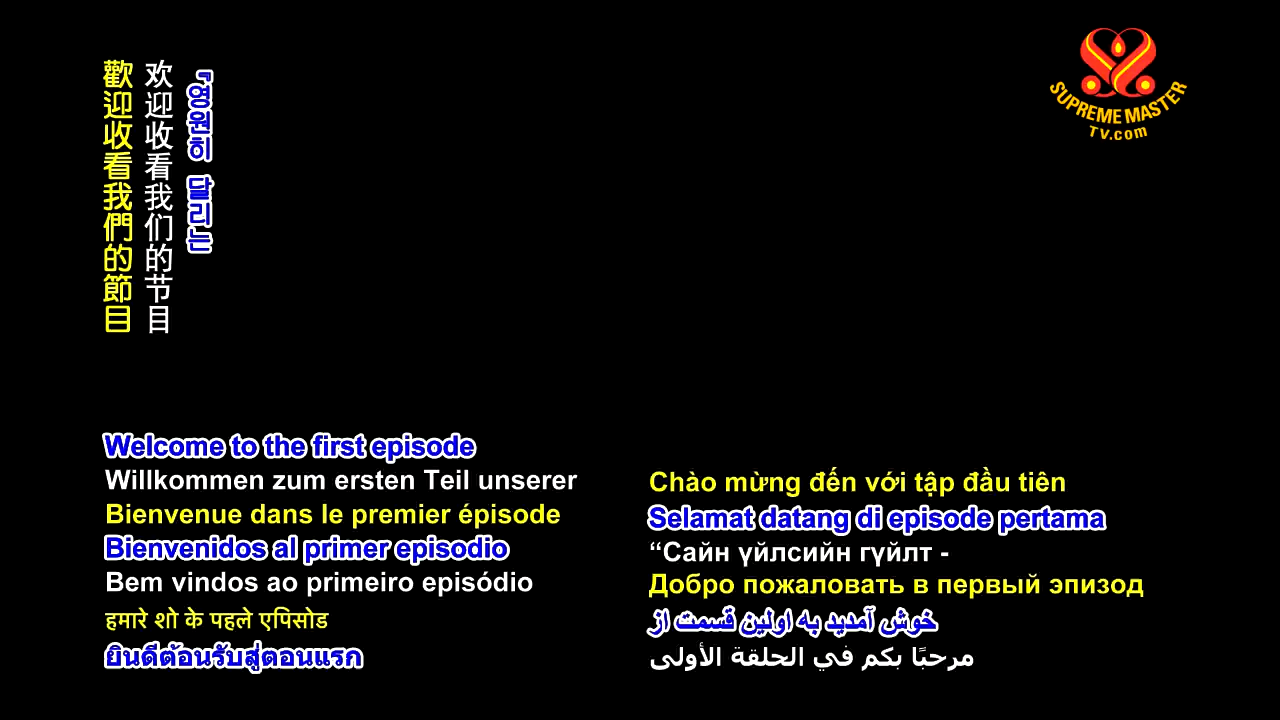 歡迎收看我們的節目
欢迎收看我们的节目
『영원히 달리』는
SUPREME MASTER
TV.com
Welcome to the first episode
Willkommen zum ersten Teil unserer
Bienvenue dans le premier épisode
Bienvenidos al primer episodio
Bem vindos ao primeiro episódio
हमारे शो के पहले एपिसोड
ยินดีต้อนรับสู่ตอนแรก
Chào mừng đến với tập đầu tiên
Selamat datang di episode pertama
“Сайн үйлсийн гүйлт -
Добро пожаловать в первый эпизод
خوش آمدید به اولین قسمت از
مرحبًا بكم في الحلقة الأولى